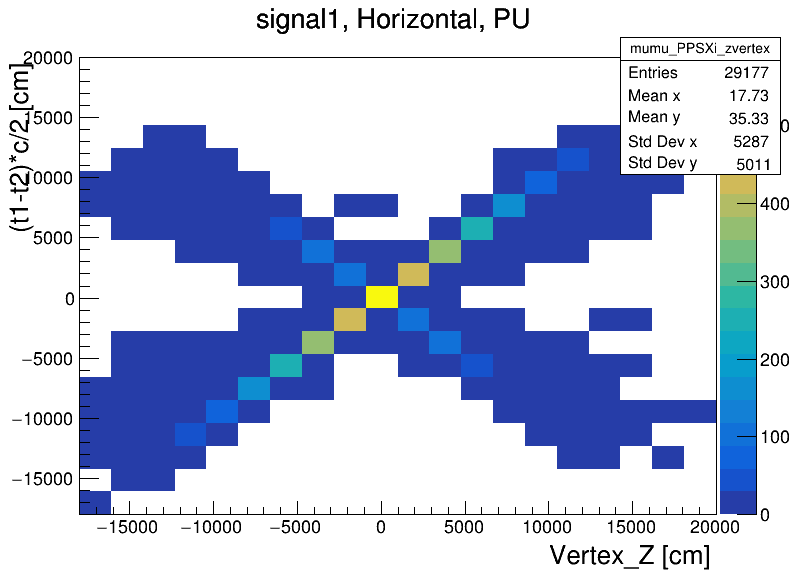 signal1, Horizontal, PU
mumu_PPSXi_zvertex
Entries 29177
Mean x 17.73
Mean y 35.33
Std Dev x 5287
Std Dev y 5011
(t1-t2)*c/2 [cm]
20000
15000
10000
5000
0
−5000
−10000
−15000
−15000 −10000 −5000 0 5000 10000 15000 20000
Vertex_Z [cm]
400
300
200
100
0